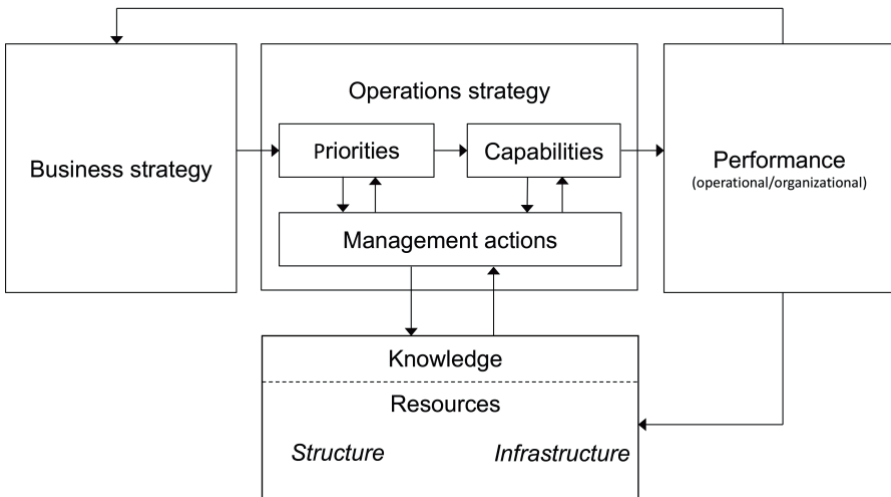 Business strategy
Operations strategy
Priorities
Capabilities
Management actions
Performance
(operational/organizational)
Knowledge
Resources
Structure
Infrastructure